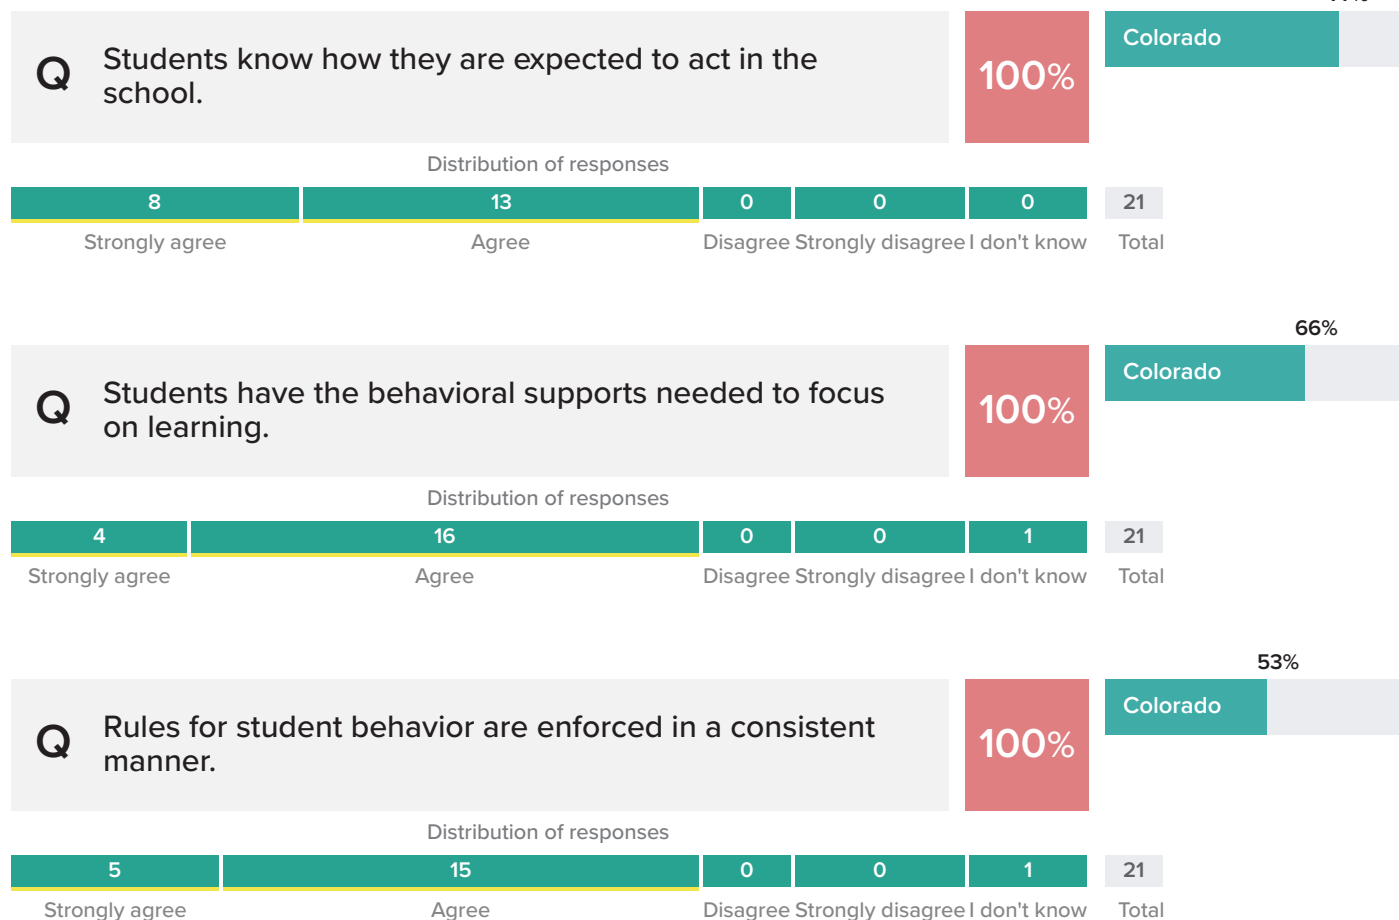 Colorado
Q Students know how they are expected to act in the
school.
100%
Distribution of responses
8 13 0 0 0 21
Strongly agree Agree Disagree Strongly disagree I don't know Total
66%
Colorado
Q Students have the behavioral supports needed to focus
on learning.
100%
Distribution of responses
4 16 0 0 1 21
Strongly agree Agree Disagree Strongly disagree I don't know Total
53%
Colorado
Q Rules for student behavior are enforced in a consistent
manner.
100%
Distribution of responses
5 15 0 0 1 21
Strongly agree Agree Disagree Strongly disagree I don't know Total